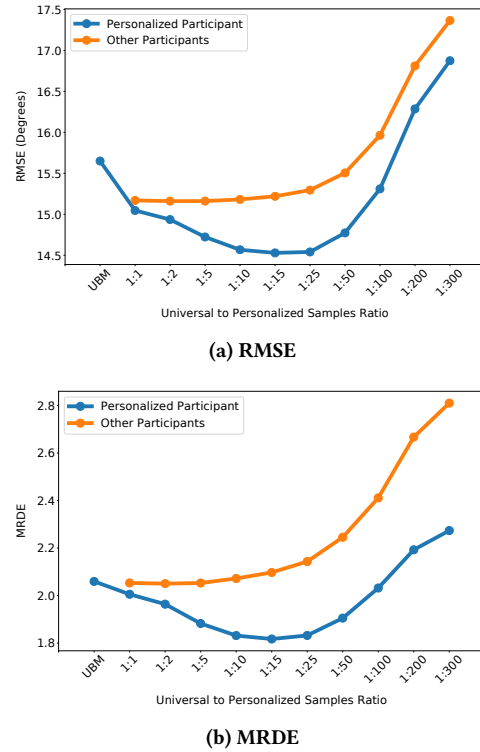 17.5
17.0
16.5
16.0
15.5
15.0
14.5
RMSE (Degrees)
Personalized Participant
Other Participants
UBM
1:1
1:2
1:5
1:10
1:15
1:25
1:50
1:100
1:200
1:300
Universal to Personalized Samples Ratio
(a) RMSE
2.8
2.6
2.4
2.2
2.0
1.8
MRDE
Personalized Participant
Other Participants
UBM
1:1
1:2
1:5
1:10
1:15
1:25
1:50
1:100
1:200
1:300
Universal to Personalized Samples Ratio
(b) MRDE